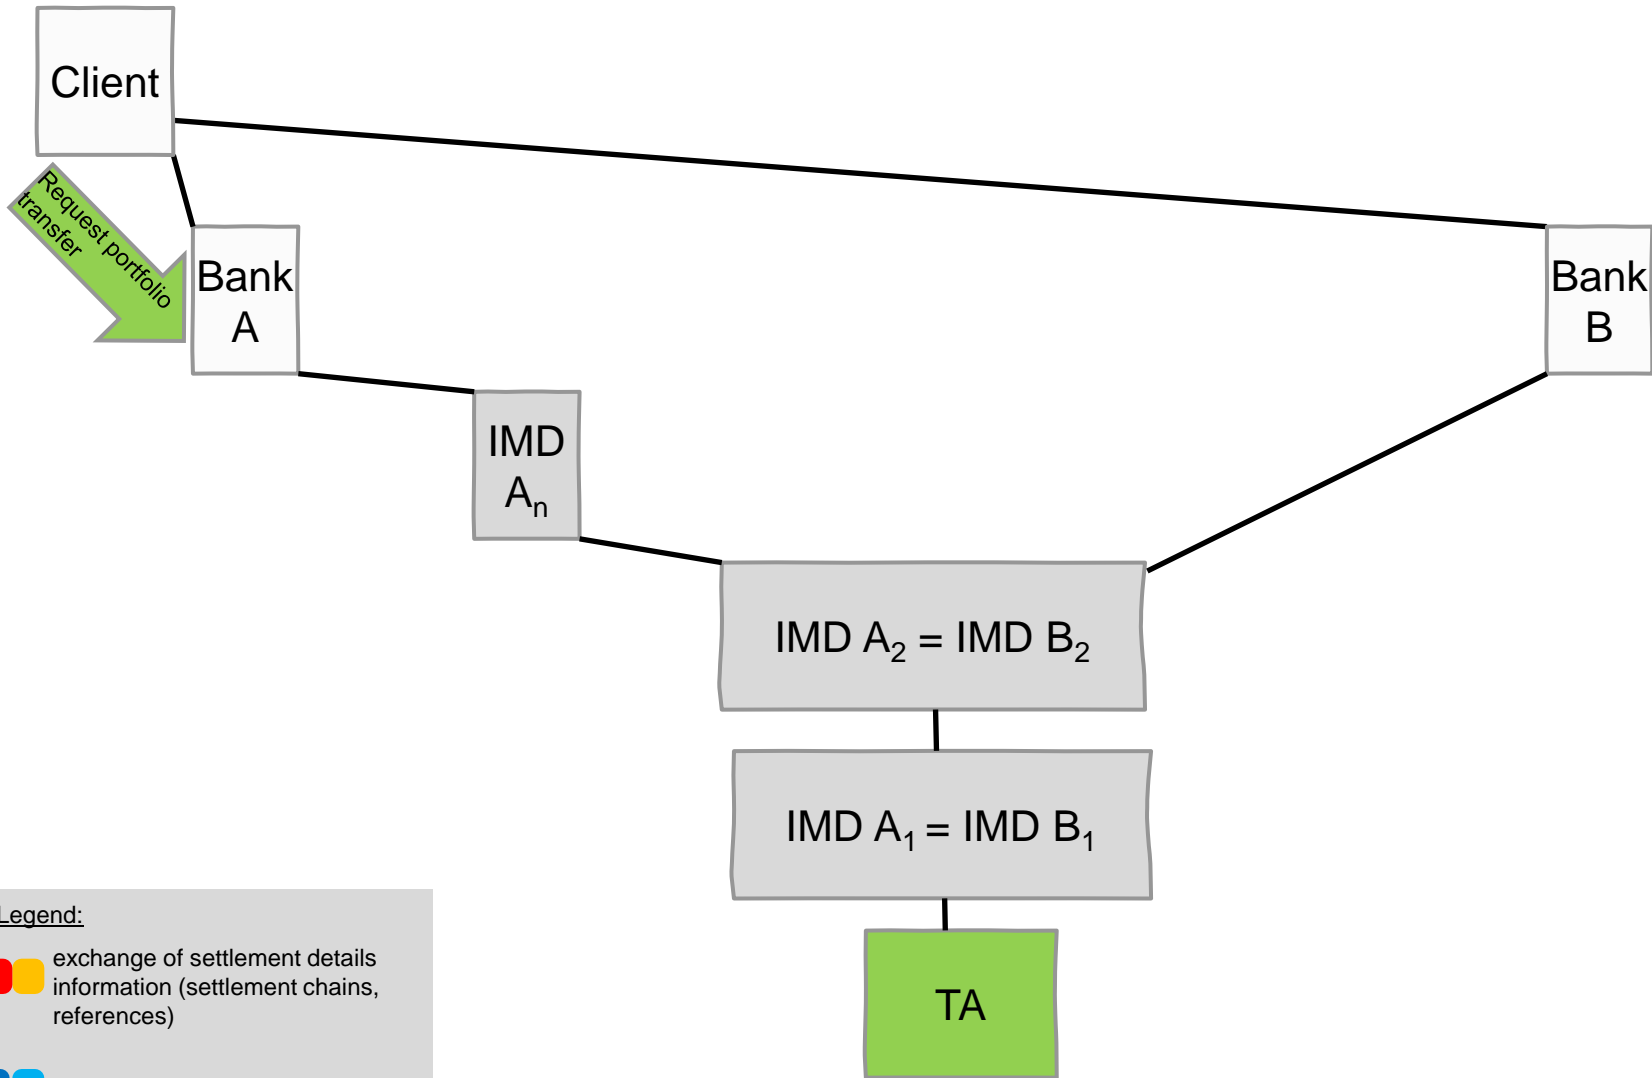 Client
Request portfolio
transfer
Bank
A
Bank
B
IMD
Aₙ
IMD A₂ = IMD B₂
IMD A₁ = IMD B₁
TA
Legend:
exchange of settlement details
information (settlement chains,
references)